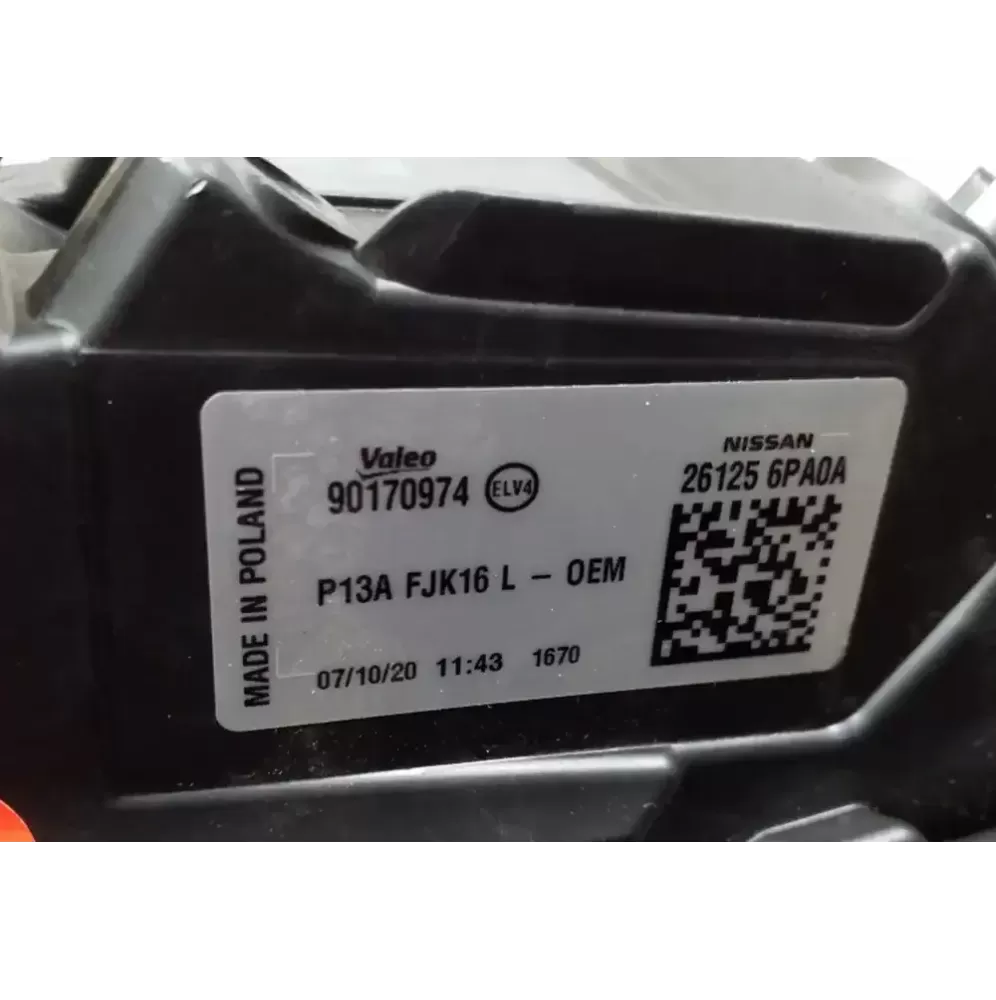 MADE IN POLAND
Valeo
90170974 ELV4
P13A FJK16 L – OEM
07/10/20 11:43 1670
NISSAN
26125 6PA0A